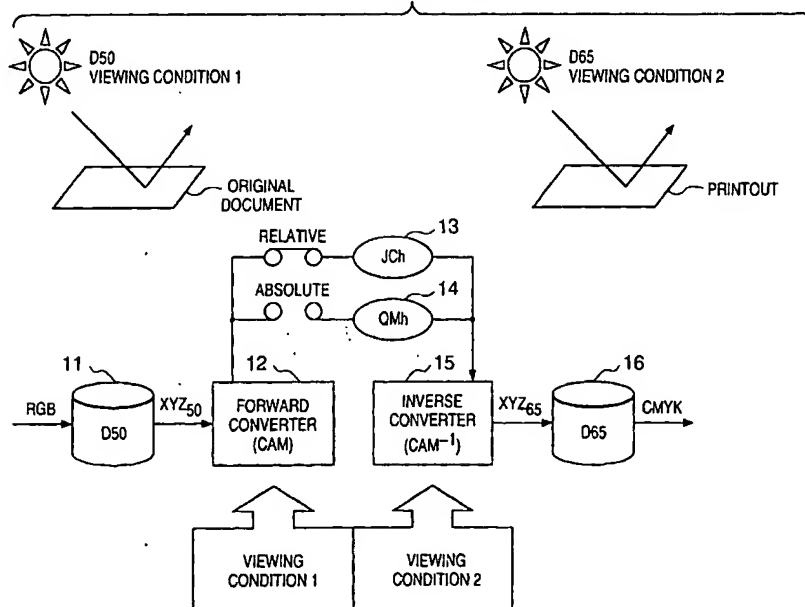 D50
VIEWING CONDITION 1
D65
VIEWING CONDITION 2
ORIGINAL
DOCUMENT
PRINTOUT
RELATIVE
13
JCh
ABSOLUTE
14
QMh
11
12
15
16
RGB
D50
XYZ50
FORWARD
CONVERTER
(CAM)
INVERSE
CONVERTER
(CAM-1)
XYZ65
D65
CMYK
VIEWING
CONDITION 1
VIEWING
CONDITION 2